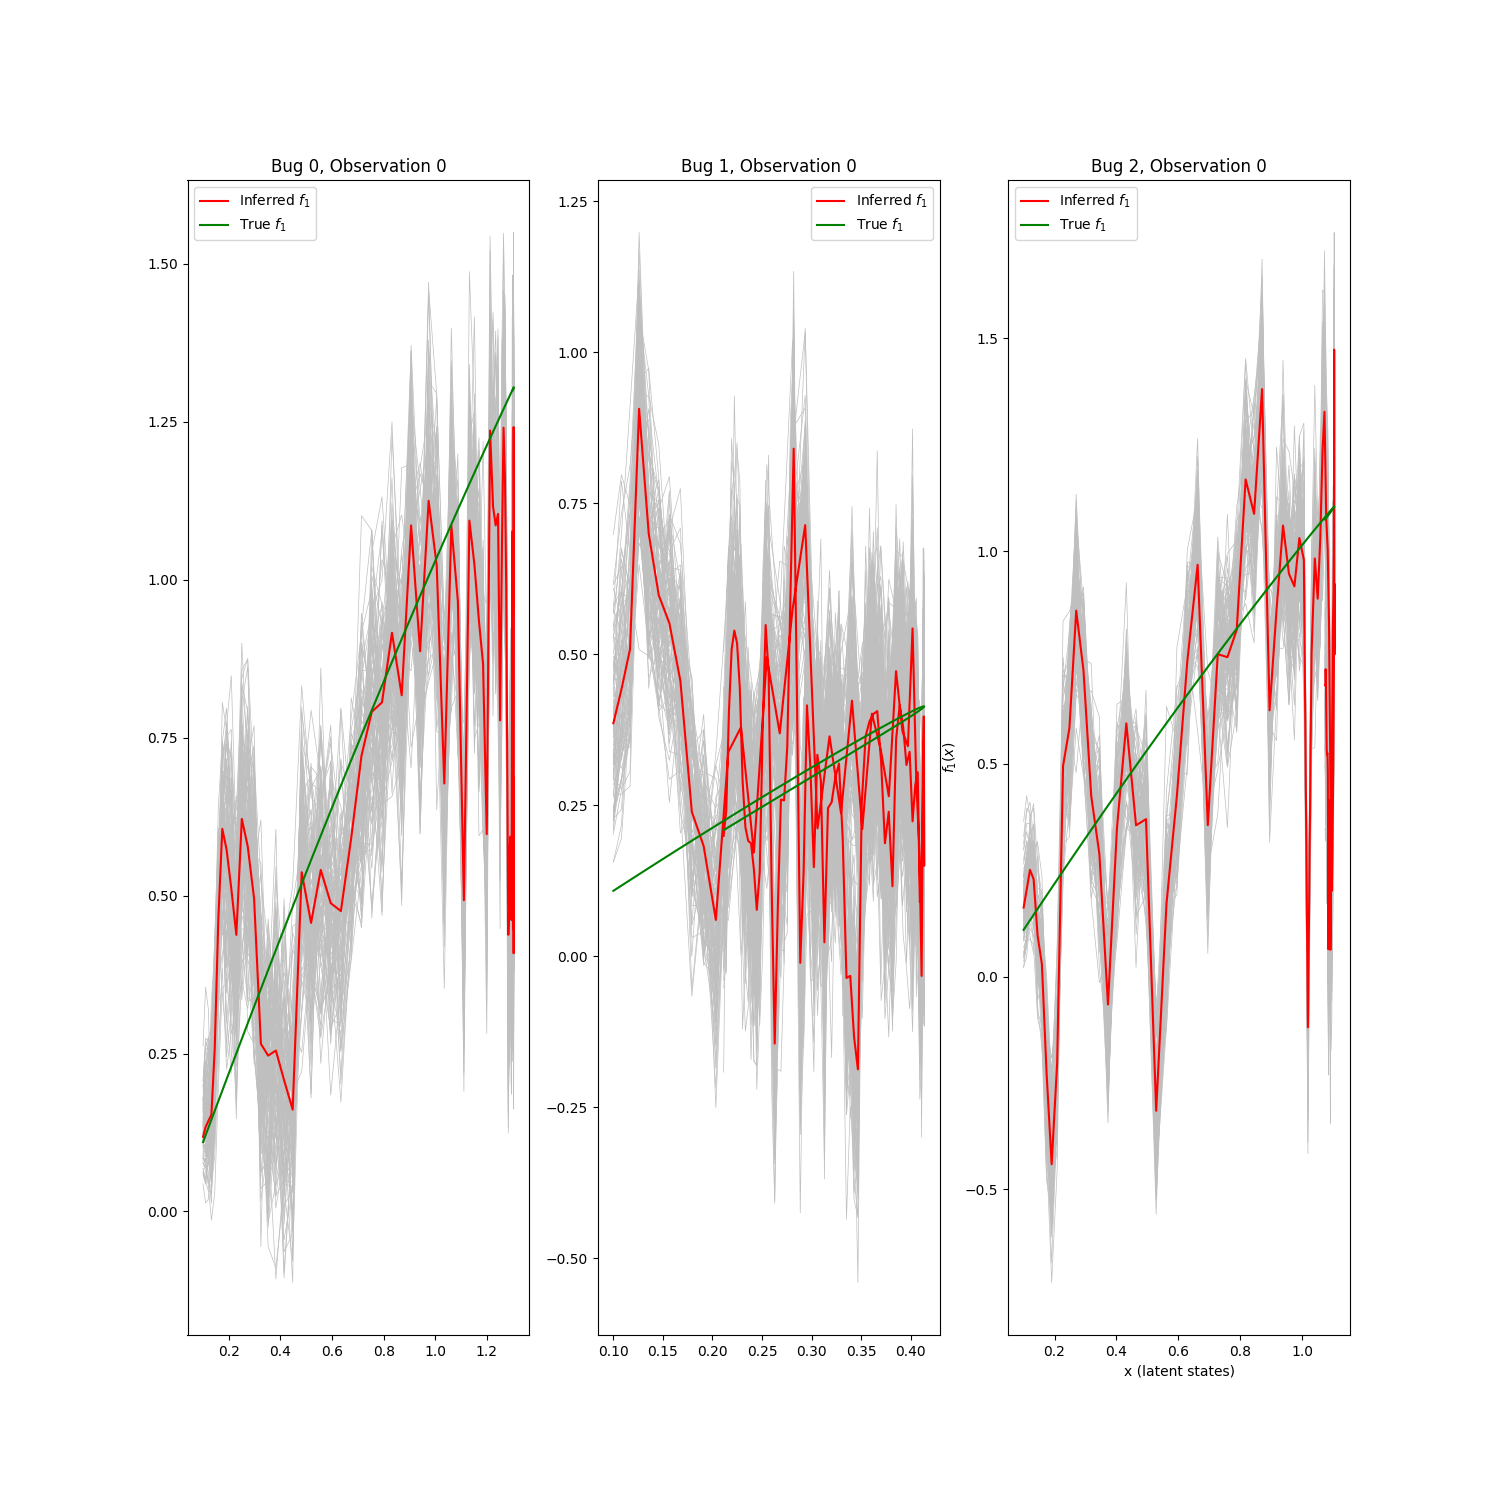 Bug 0, Observation 0
Inferred f₁
True f₁
1.50
1.25
1.00
0.75
0.50
0.25
0.00
0.2 0.4 0.6 0.8 1.0 1.2
Bug 1, Observation 0
Inferred f₁
True f₁
1.25
1.00
0.75
0.50
0.25
0.00
−0.25
−0.50
0.10 0.15 0.20 0.25 0.30 0.35 0.40
Bug 2, Observation 0
Inferred f₁
True f₁
f₁(x)
1.5
1.0
0.5
0.0
−0.5
0.2 0.4 0.6 0.8 1.0
x (latent states)